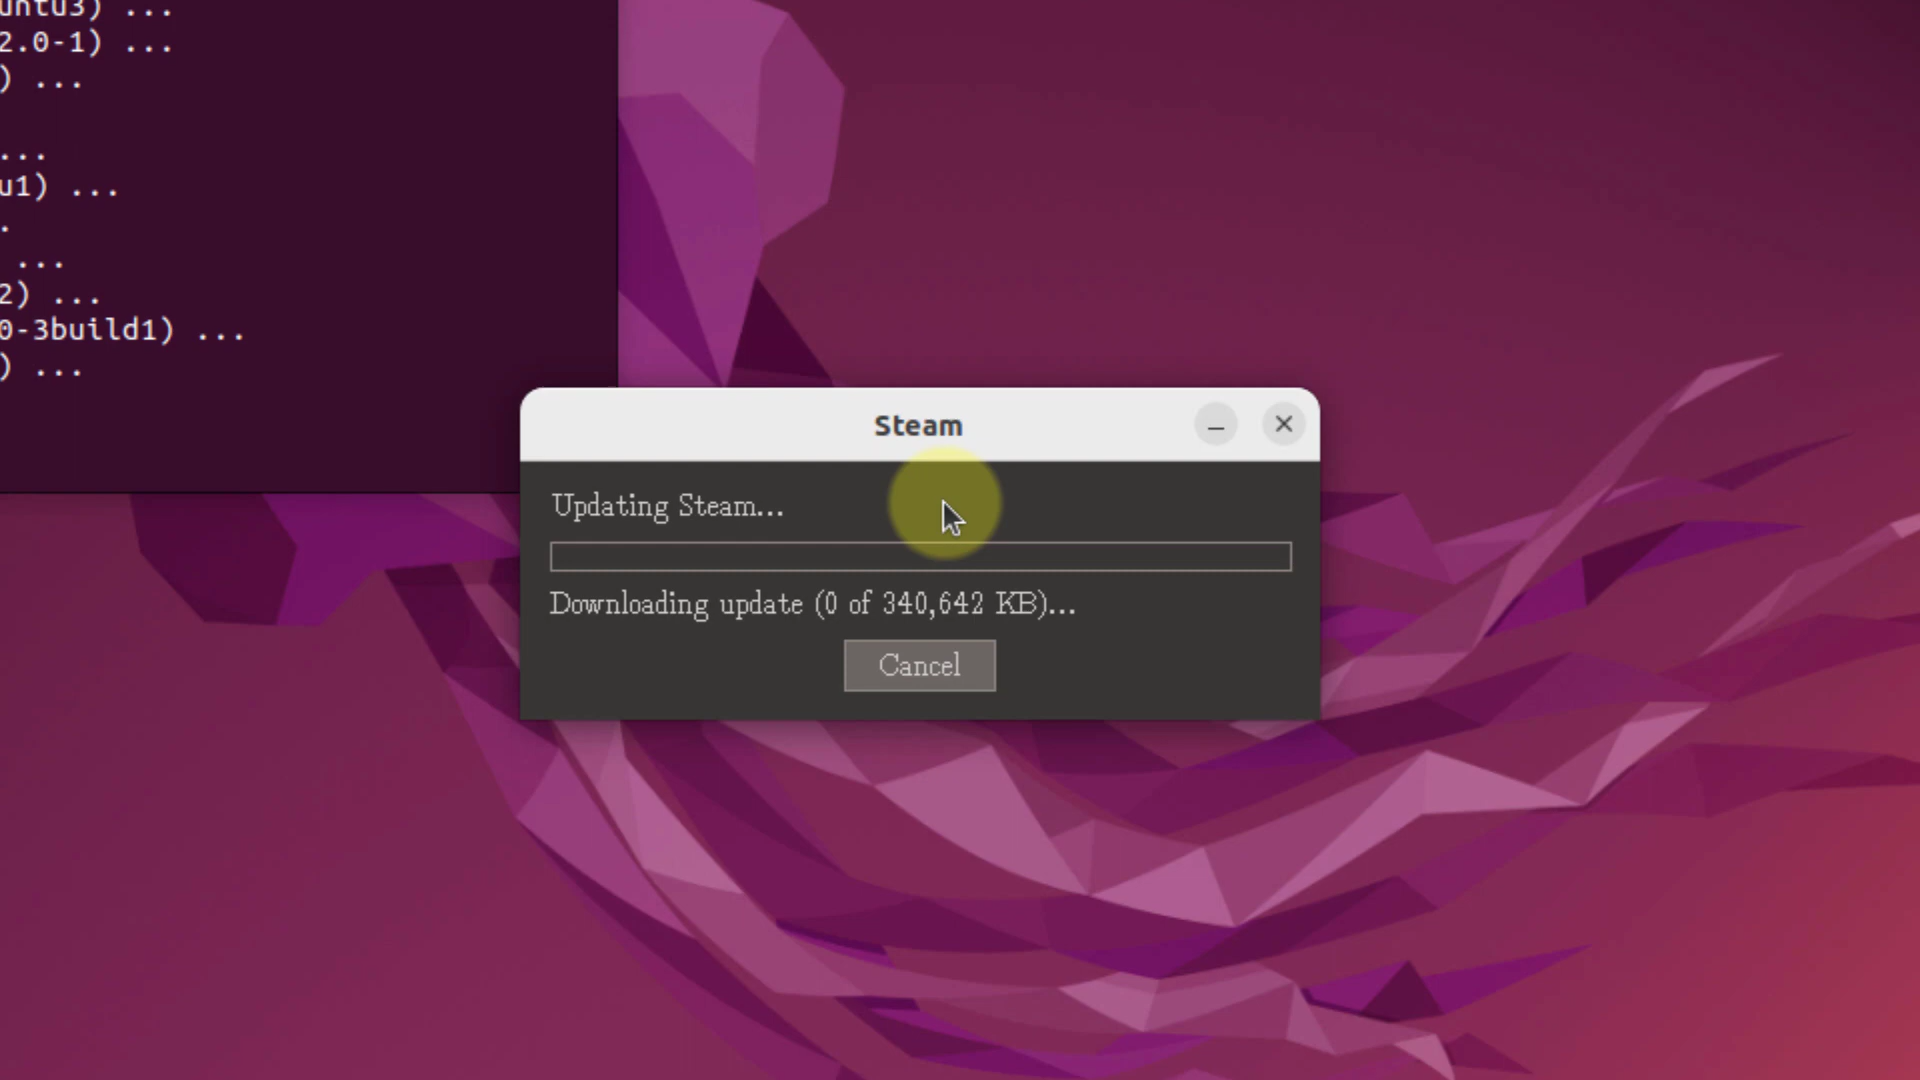 untu3) ...
2.0-1) ...
) ...
...
u1) ...
.
...
2) ...
0-3build1) ...
) ...
Steam
Updating Steam...
Downloading update (0 of 340,642 KB)...
Cancel